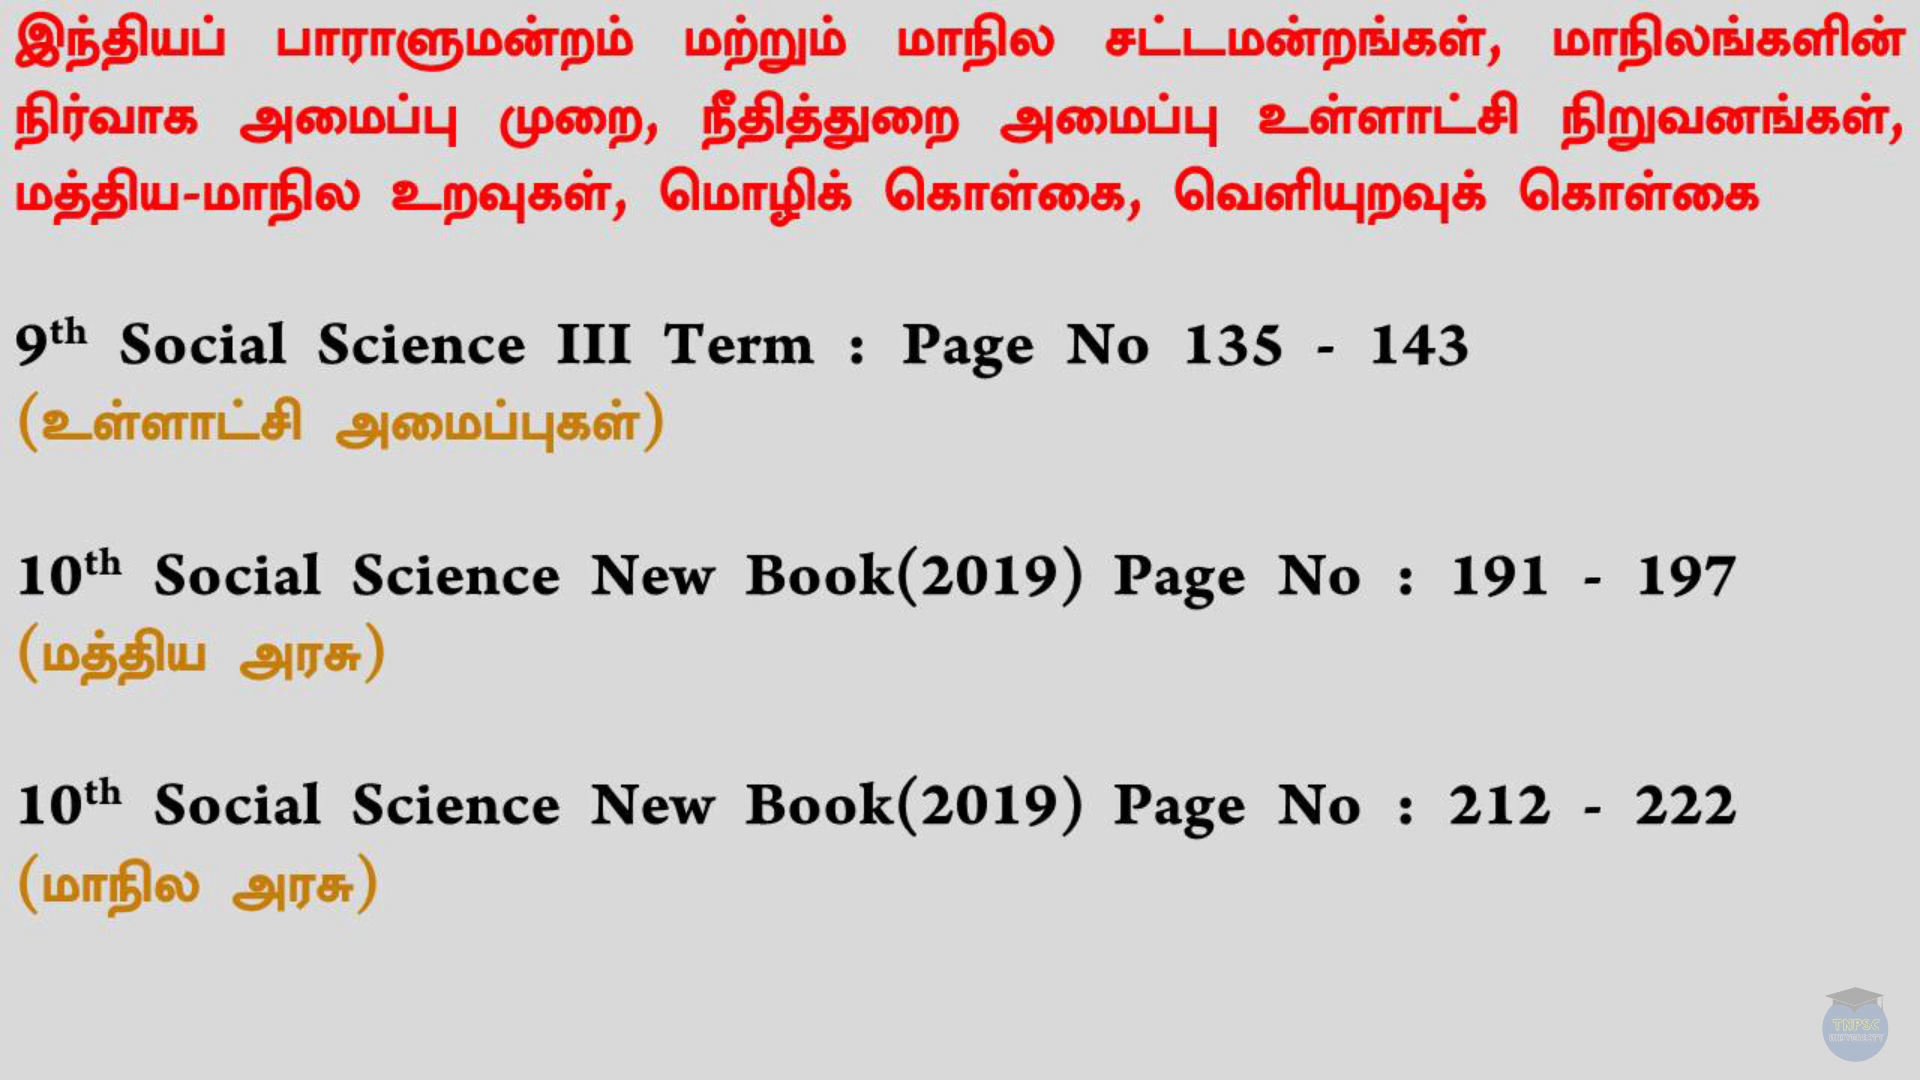 இந்தியப் பாராளுமன்றம் மற்றும் மாநில சட்டமன்றங்கள், மாநிலங்களின்
நிர்வாக அமைப்பு முறை, நீதித்துறை அமைப்பு உள்ளாட்சி நிறுவனங்கள்,
மத்திய-மாநில உறவுகள், மொழிக் கொள்கை, வெளியுறவுக் கொள்கை
9th Social Science III Term : Page No 135 - 143
(உள்ளாட்சி அமைப்புகள்)
10th Social Science New Book(2019) Page No : 191 - 197
(மத்திய அரசு)
10th Social Science New Book(2019) Page No : 212 - 222
(மாநில அரசு)
TNPSC
UNIVERSITY